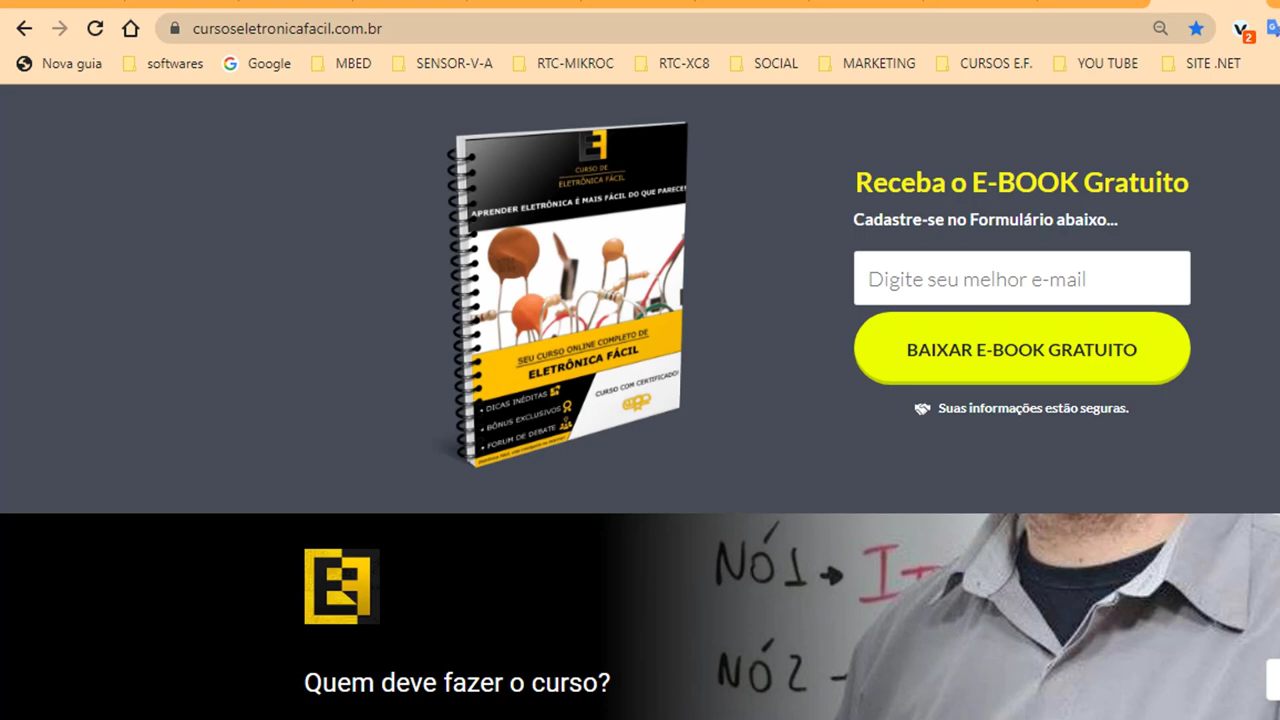 cursoseletronicafacil.com.br
2
Nova guia softwares Google MBED SENSOR-V-A RTC-MIKROC RTC-XC8 SOCIAL MARKETING CURSOS E.F. YOU TUBE SITE .NET
CURSO DE
ELETRÔNICA FÁCIL
APRENDER ELETRÔNICA É MAIS FÁCIL DO QUE PARECE!
SEU CURSO ONLINE COMPLETO DE
ELETRÔNICA FÁCIL
• DICAS INÉDITAS
• BÔNUS EXCLUSIVOS
• FORUM DE DEBATE
CURSO COM CERTIFICADO!
Receba o E-BOOK Gratuito
Cadastre-se no Formulário abaixo...
Digite seu melhor e-mail
BAIXAR E-BOOK GRATUITO
Suas informações estão seguras.
NÓ1 → I
NÓ2 -
Quem deve fazer o curso?